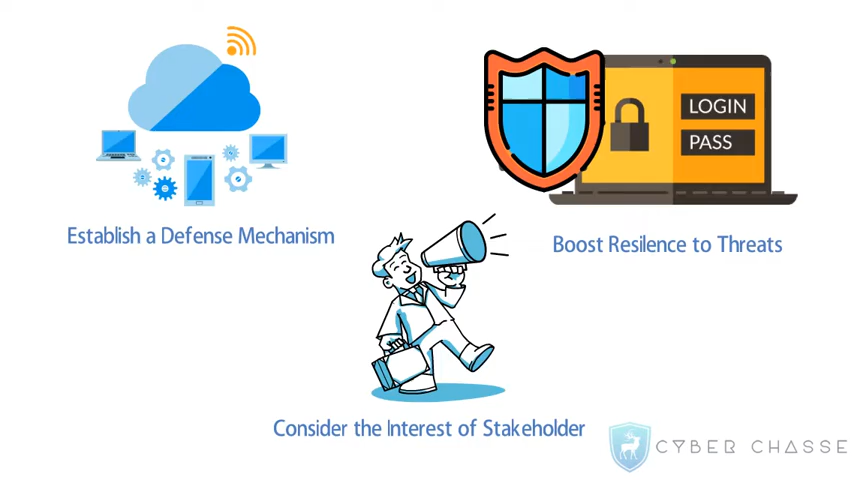 LOGIN
PASS
Establish a Defense Mechanism
Boost Resilence to Threats
Consider the Interest of Stakeholder
CYBER CHASSE